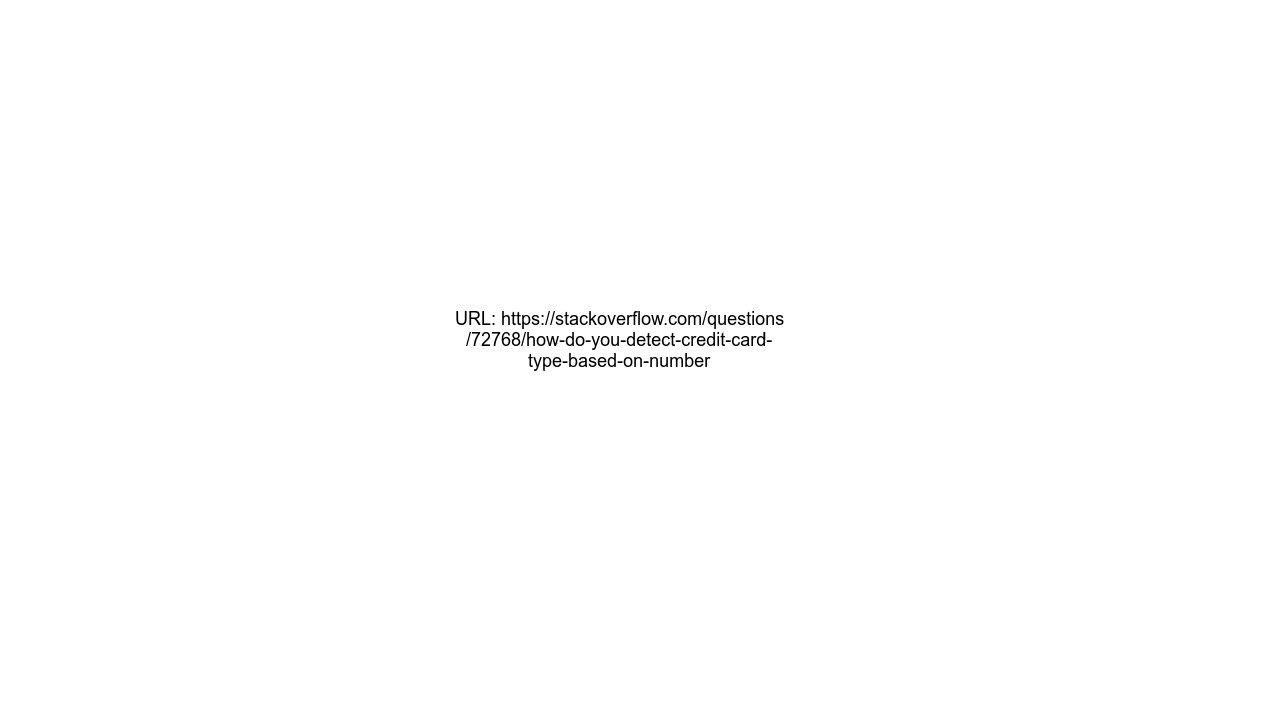 URL: https://stackoverflow.com/questions
/72768/how-do-you-detect-credit-card-
type-based-on-number